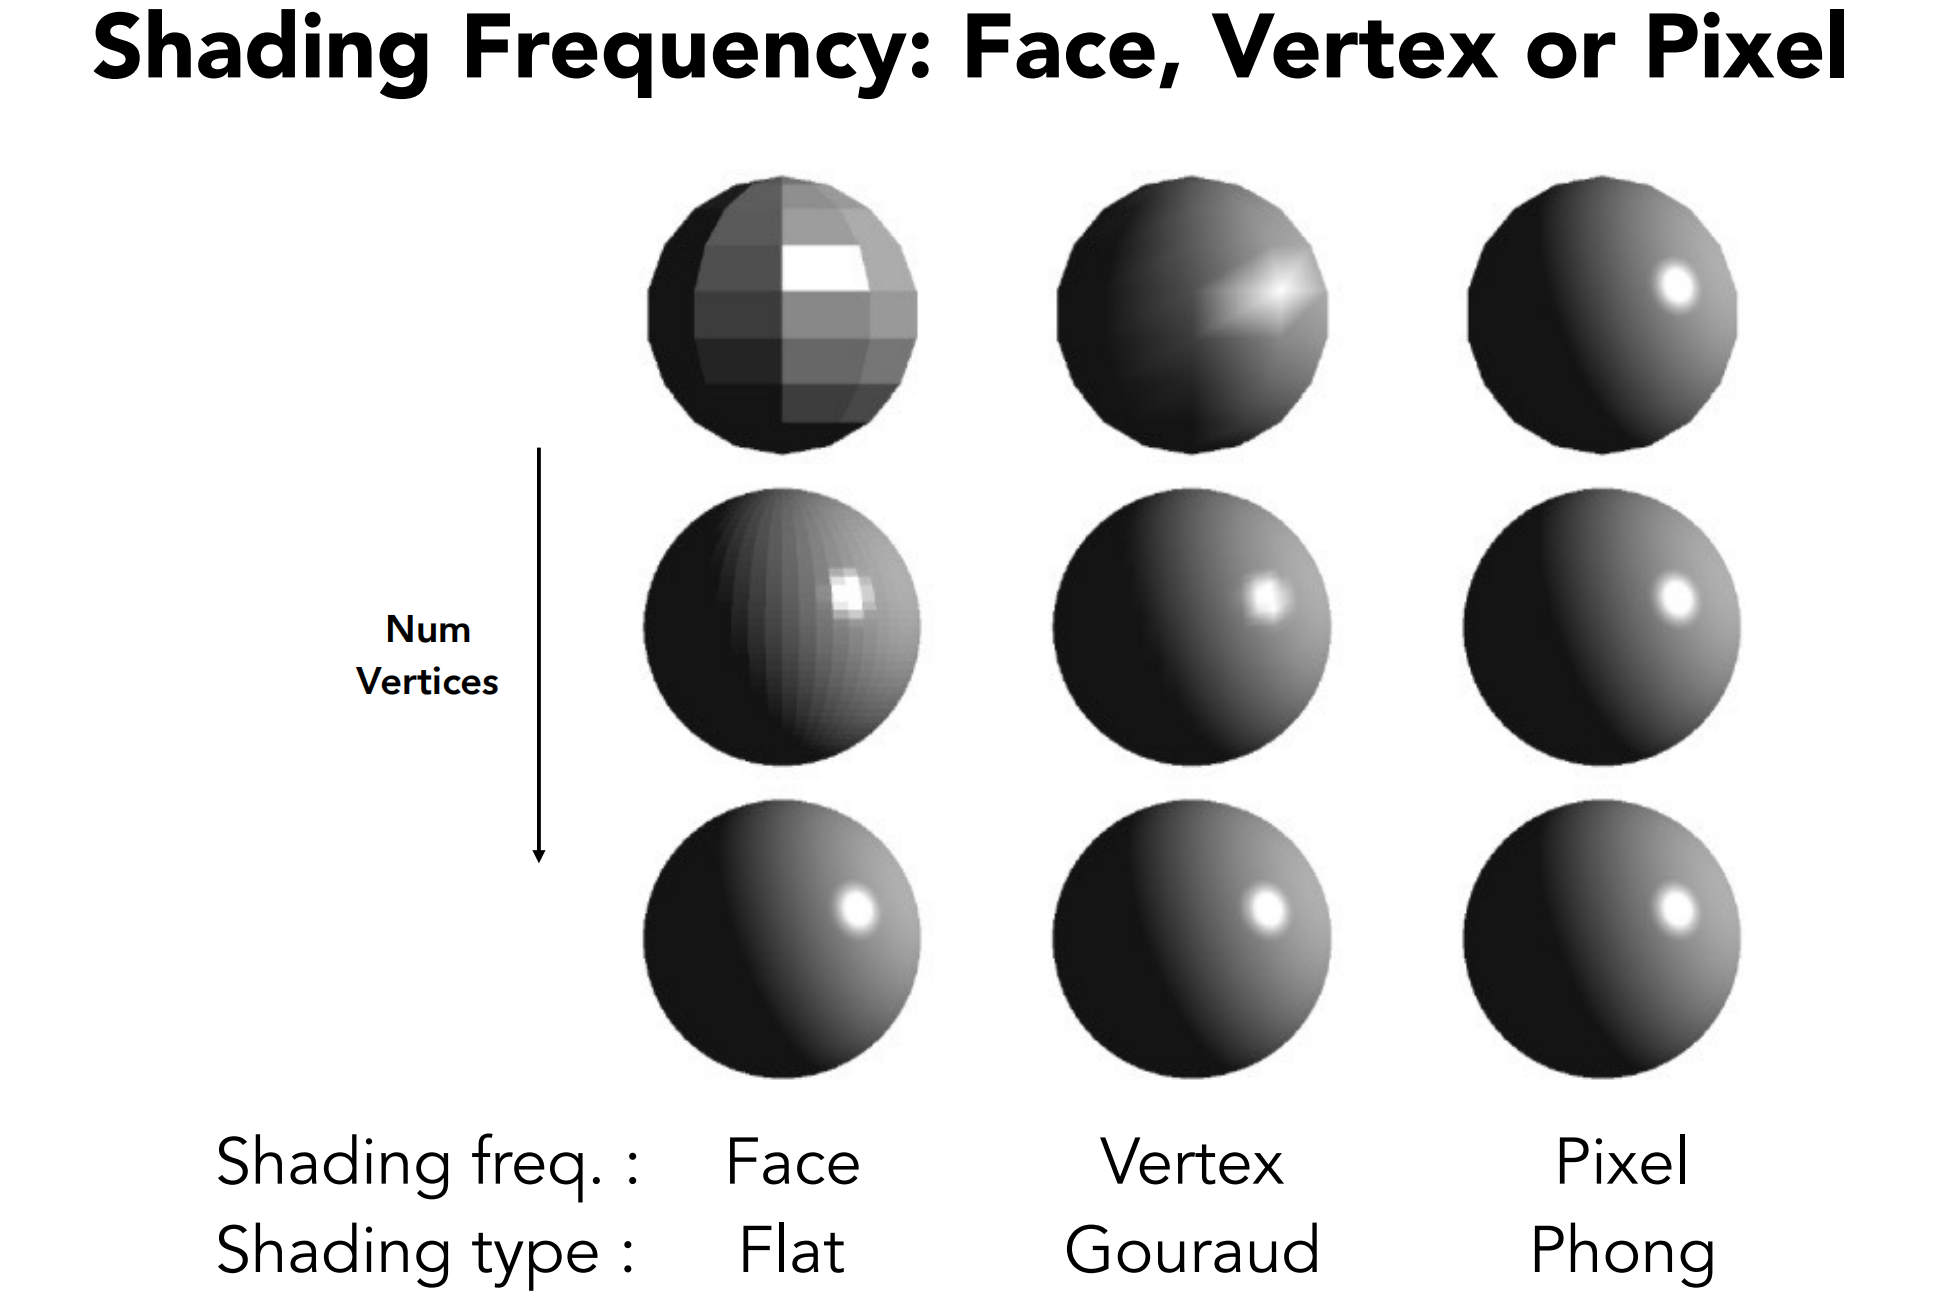 Shading Frequency: Face, Vertex or Pixel
Num
Vertices
Shading freq. : Face Vertex Pixel
Shading type : Flat Gouraud Phong